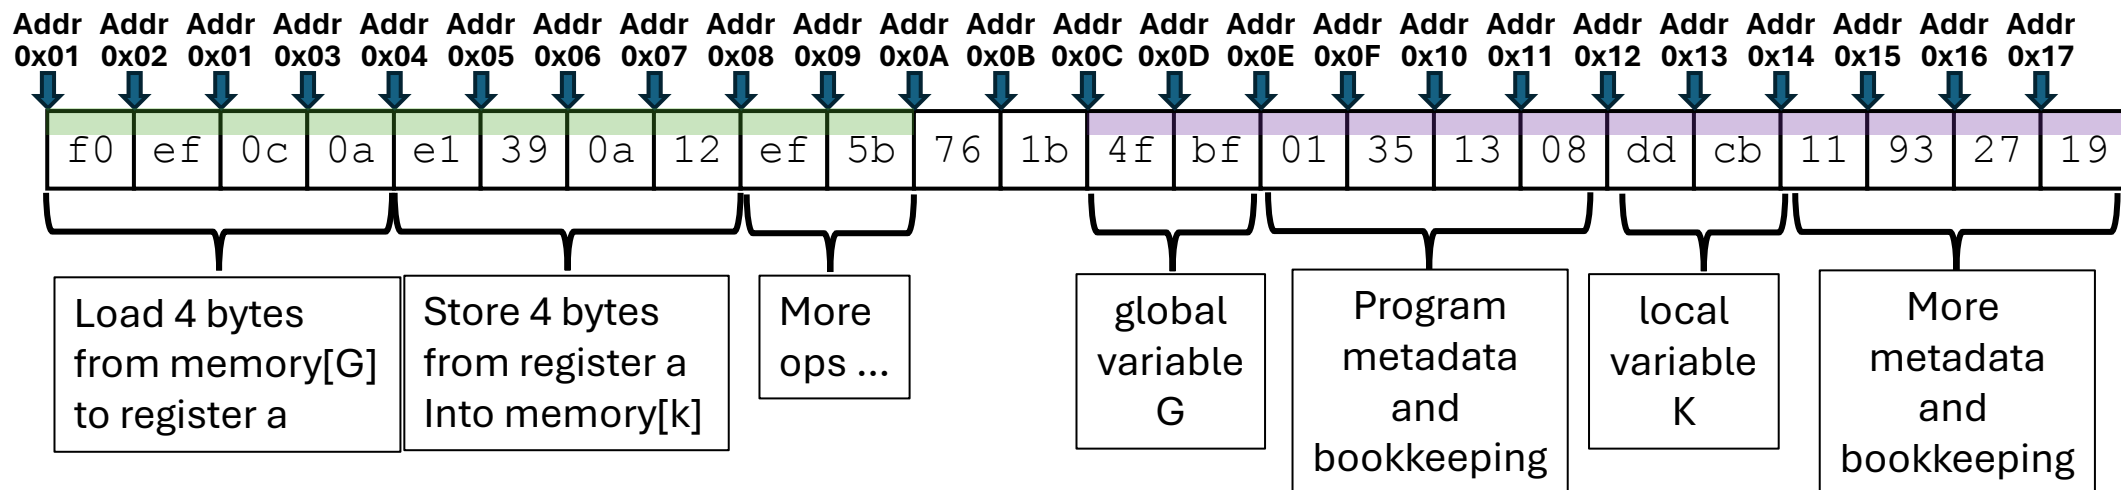 Addr Addr Addr Addr Addr Addr Addr Addr Addr Addr Addr Addr Addr Addr Addr Addr Addr Addr Addr Addr Addr Addr Addr Addr
0x01 0x02 0x01 0x03 0x04 0x05 0x06 0x07 0x08 0x09 0x0A 0x0B 0x0C 0x0D 0x0E 0x0F 0x10 0x11 0x12 0x13 0x14 0x15 0x16 0x17
f0 ef 0c 0a e1 39 0a 12 ef 5b 76 1b 4f bf 01 35 13 08 dd cb 11 93 27 19
Load 4 bytes
from memory[G]
to register a
Store 4 bytes
from register a
Into memory[k]
More
ops ...
global
variable
G
Program
metadata
and
bookkeeping
local
variable
K
More
metadata
and
bookkeeping